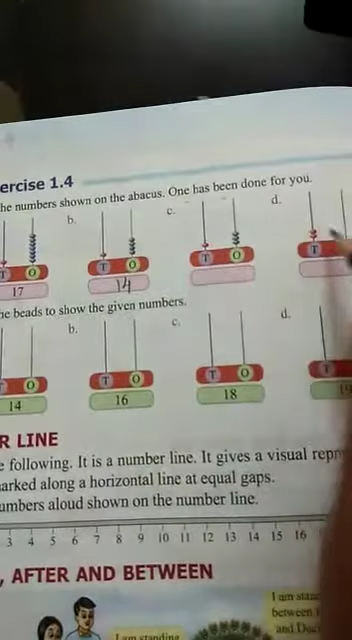 ercise 1.4
he numbers shown on the abacus. One has been done for you.
b. c. d.
T O T O T O T
17 14
he beads to show the given numbers.
b. c. d.
O T O T O T
14 16 18 19
R LINE
e following. It is a number line. It gives a visual repr
arked along a horizontal line at equal gaps.
umbers aloud shown on the number line.
3 4 5 6 7 8 9 10 11 12 13 14 15 16
, AFTER AND BETWEEN
I am standing
I am stan
between
and Duc